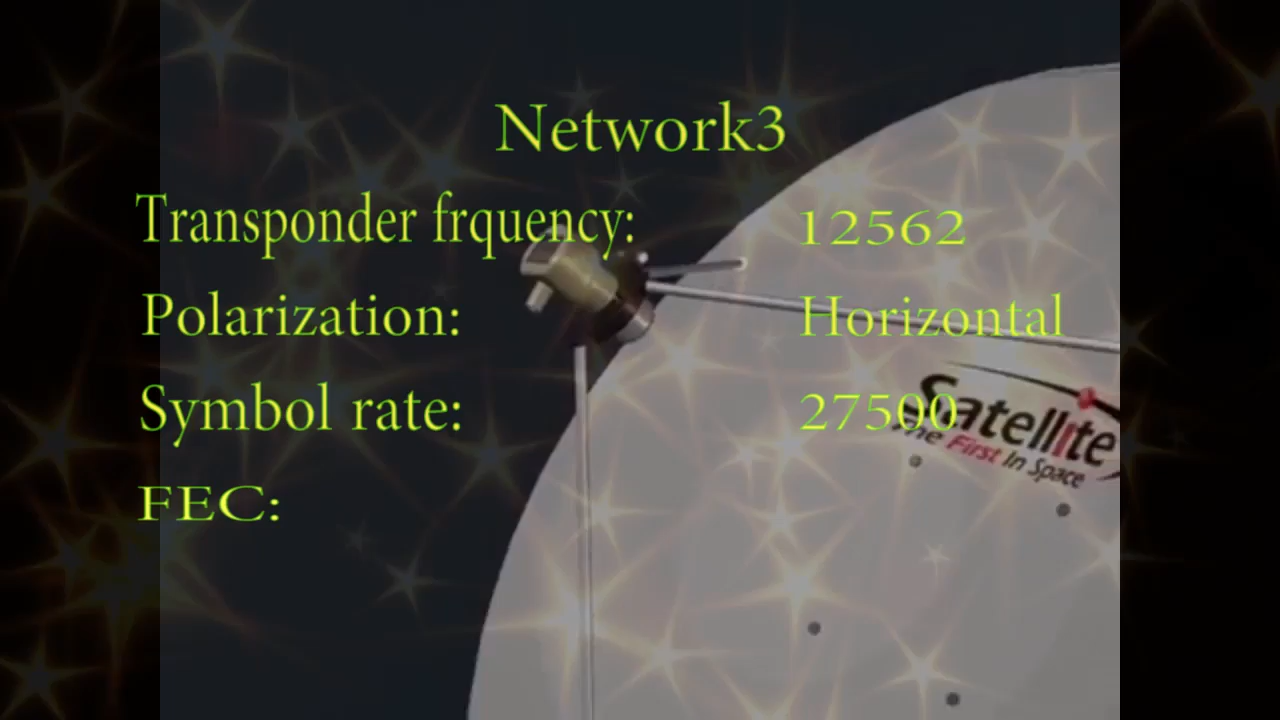 Network3
Transponder frquency: 12562
Polarization: Horizontal
Symbol rate: 27500
FEC:
Satellite
The First In Space